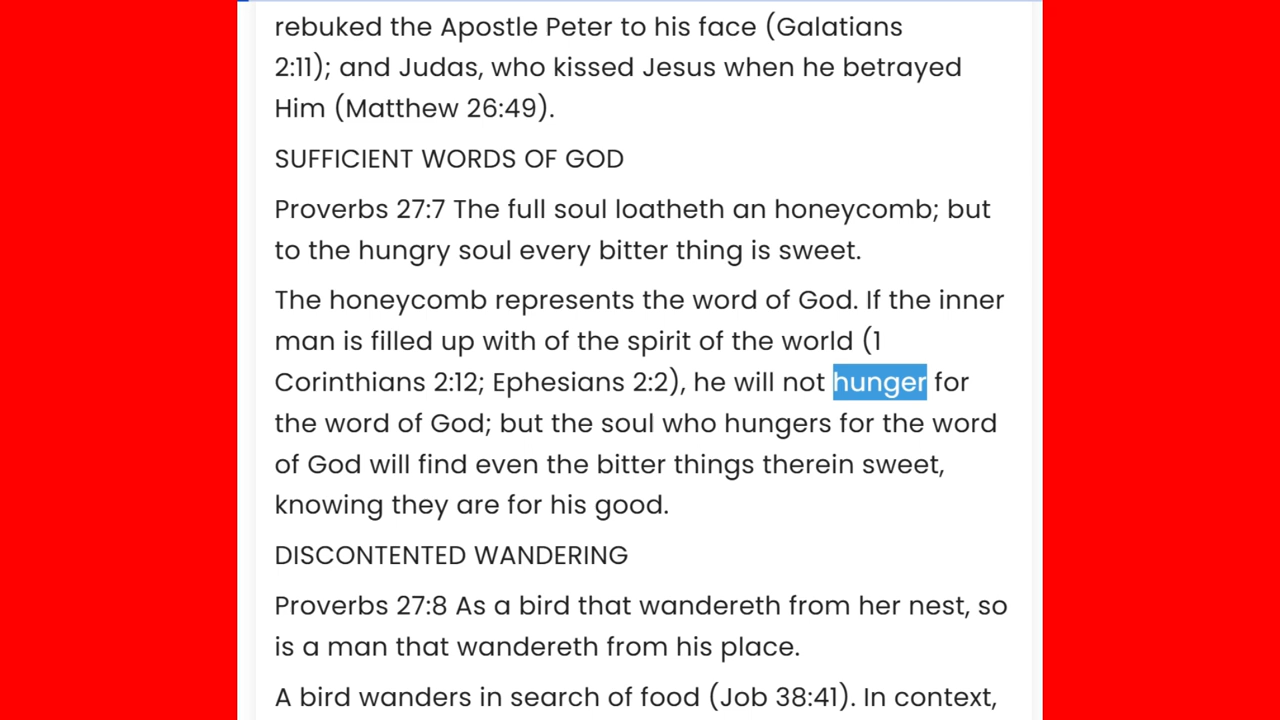 rebuked the Apostle Peter to his face (Galatians
2:11); and Judas, who kissed Jesus when he betrayed
Him (Matthew 26:49).
SUFFICIENT WORDS OF GOD
Proverbs 27:7 The full soul loatheth an honeycomb; but
to the hungry soul every bitter thing is sweet.
The honeycomb represents the word of God. If the inner
man is filled up with of the spirit of the world (1
Corinthians 2:12; Ephesians 2:2), he will not hunger for
the word of God; but the soul who hungers for the word
of God will find even the bitter things therein sweet,
knowing they are for his good.
DISCONTENTED WANDERING
Proverbs 27:8 As a bird that wandereth from her nest, so
is a man that wandereth from his place.
A bird wanders in search of food (Job 38:41). In context,